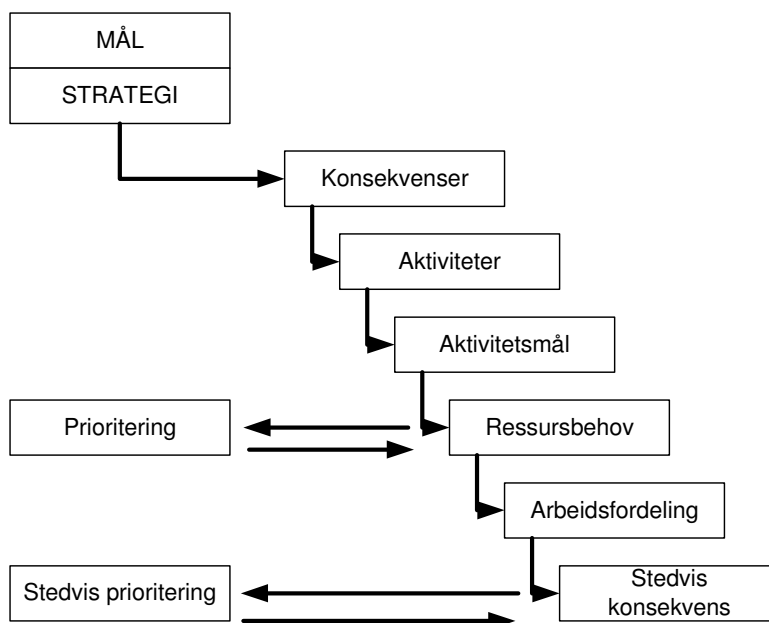 MÅL
STRATEGI
Konsekvenser
Aktiviteter
Aktivitetsmål
Prioritering
Ressursbehov
Arbeidsfordeling
Stedvis prioritering
Stedvis
konsekvens